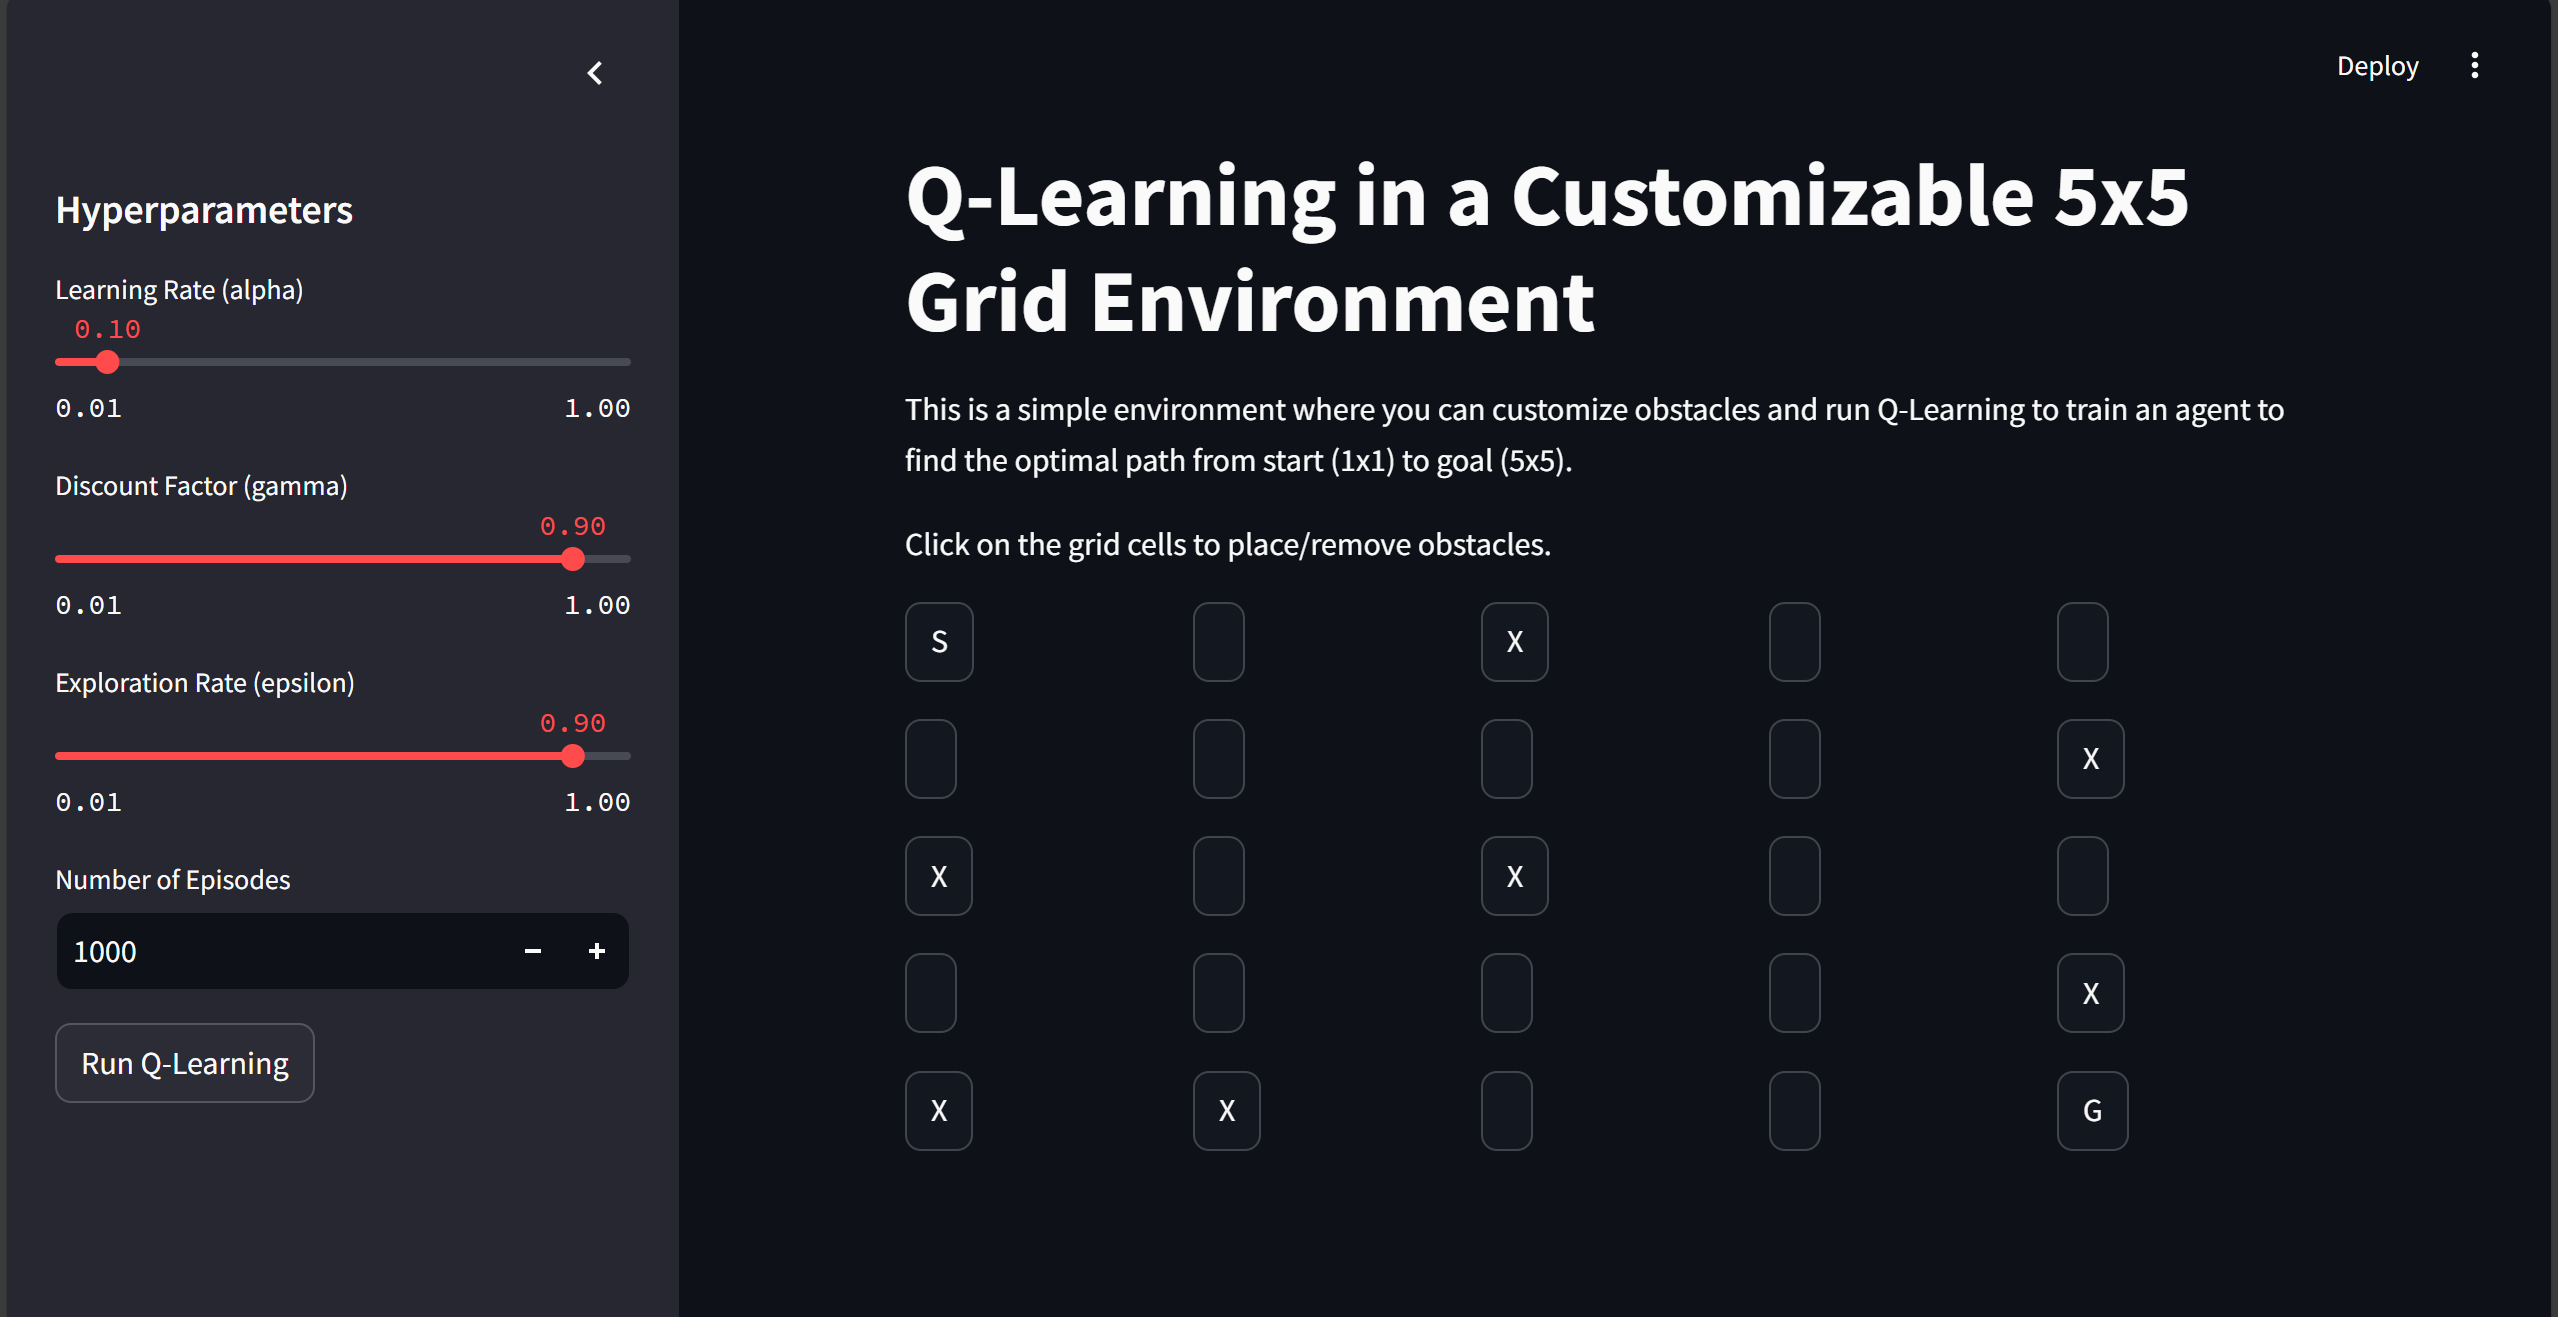 Deploy
Hyperparameters
Learning Rate (alpha)
0.10
0.01 1.00
Discount Factor (gamma)
0.90
0.01 1.00
Exploration Rate (epsilon)
0.90
0.01 1.00
Number of Episodes
1000
Run Q-Learning
Q-Learning in a Customizable 5x5
Grid Environment
This is a simple environment where you can customize obstacles and run Q-Learning to train an agent to
find the optimal path from start (1x1) to goal (5x5).
Click on the grid cells to place/remove obstacles.
S X
X
X X
X
X X G